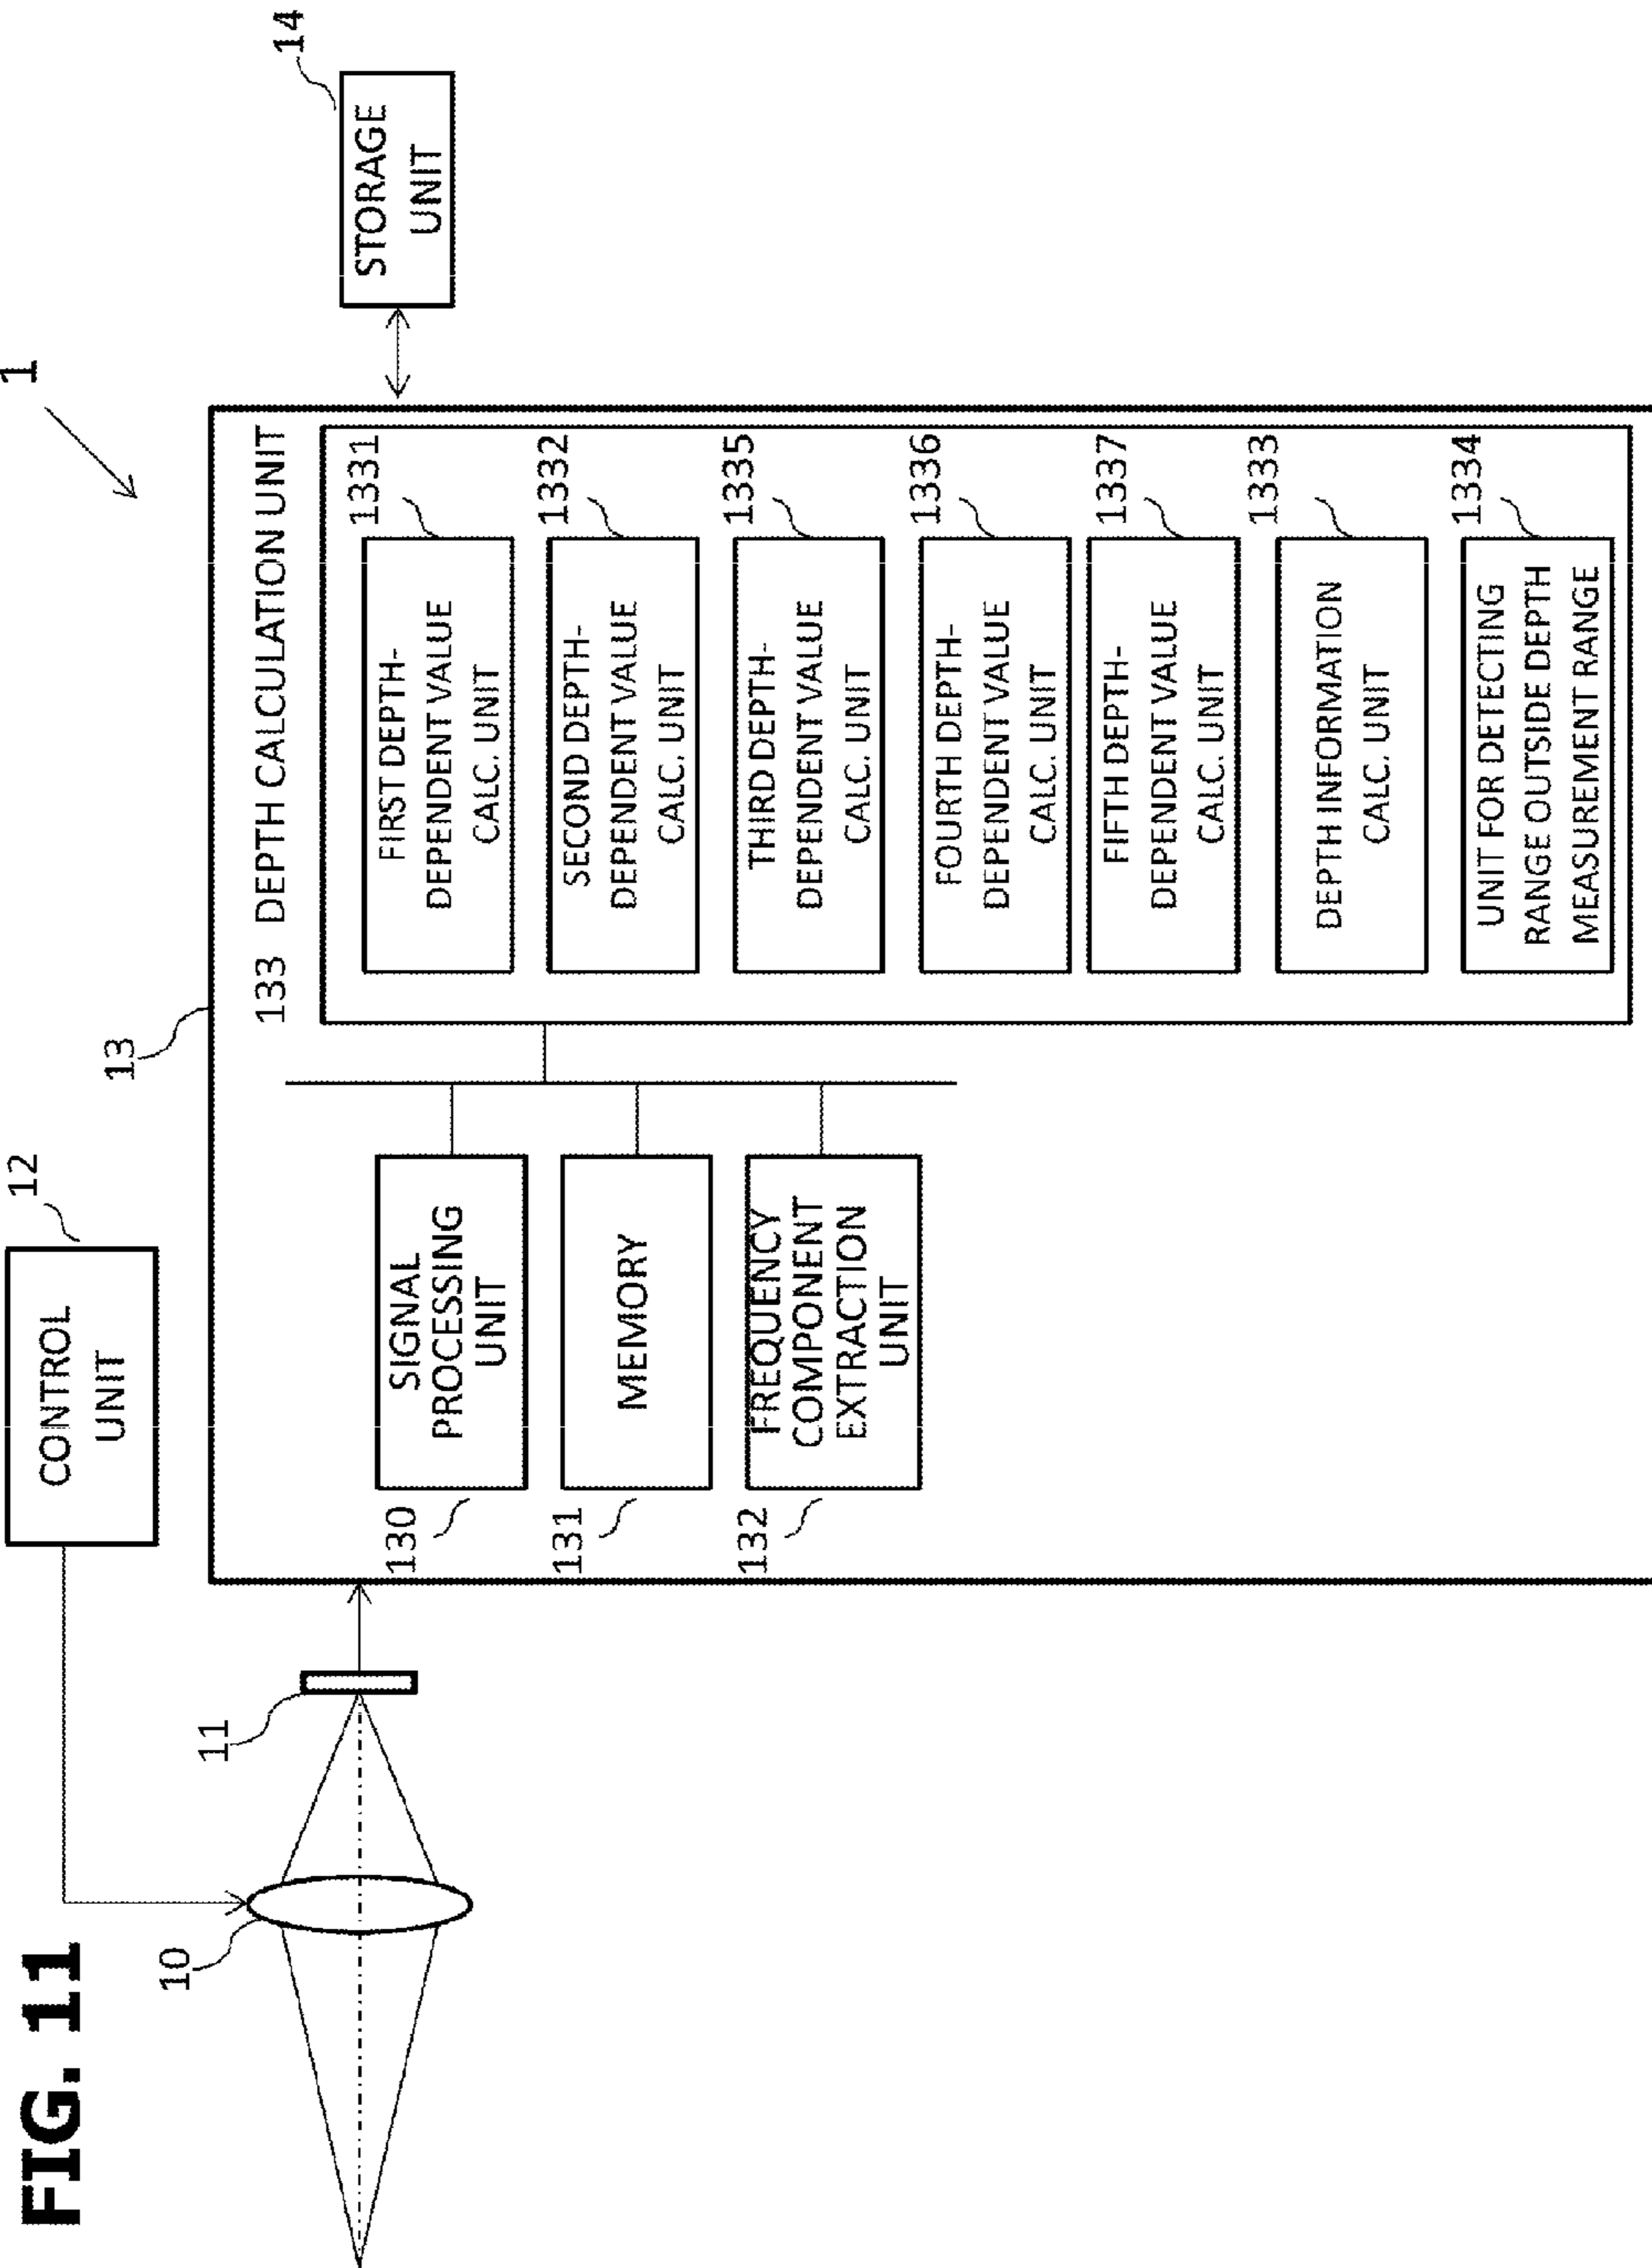 FIG. 11
1
10
11
12
CONTROL
UNIT
13
14
STORAGE
UNIT
130
SIGNAL
PROCESSING
UNIT
131
MEMORY
132
FREQUENCY
COMPONENT
EXTRACTION
UNIT
133 DEPTH CALCULATION UNIT
1331
FIRST DEPTH-
DEPENDENT VALUE
CALC. UNIT
1332
SECOND DEPTH-
DEPENDENT VALUE
CALC. UNIT
1335
THIRD DEPTH-
DEPENDENT VALUE
CALC. UNIT
1336
FOURTH DEPTH-
DEPENDENT VALUE
CALC. UNIT
1337
FIFTH DEPTH-
DEPENDENT VALUE
CALC. UNIT
1333
DEPTH INFORMATION
CALC. UNIT
1334
UNIT FOR DETECTING
RANGE OUTSIDE DEPTH
MEASUREMENT RANGE